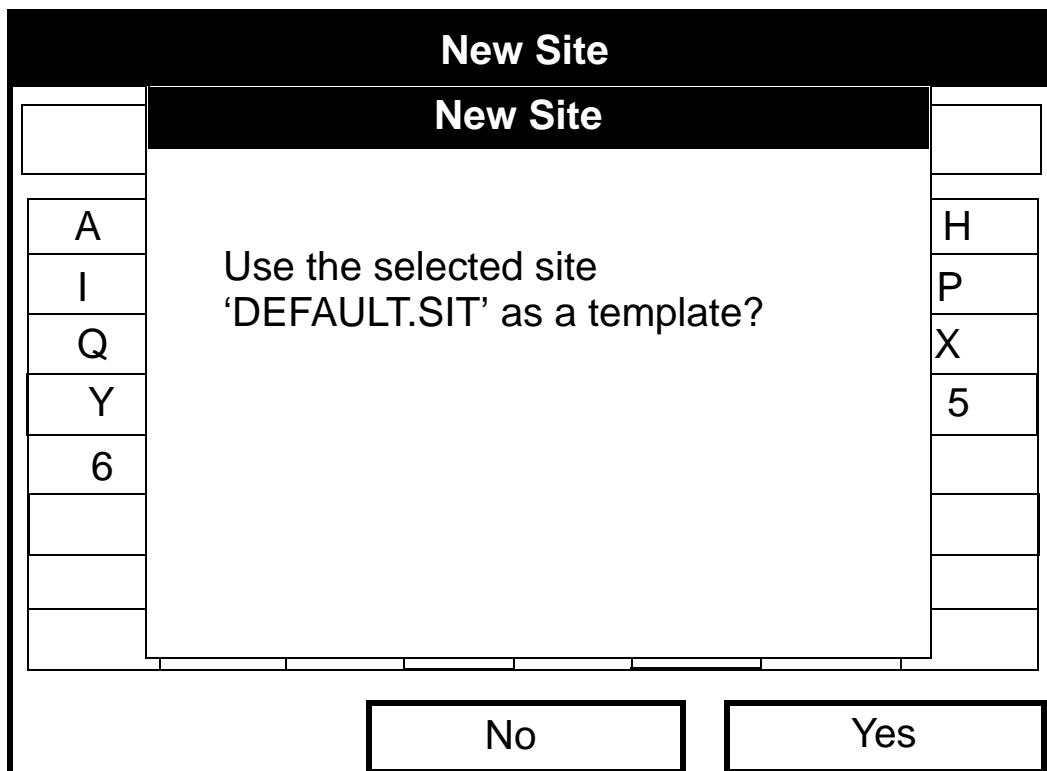 New Site
New Site
A H
Use the selected site
I P
‘DEFAULT.SIT’ as a template?
Q X
Y 5
6
No Yes